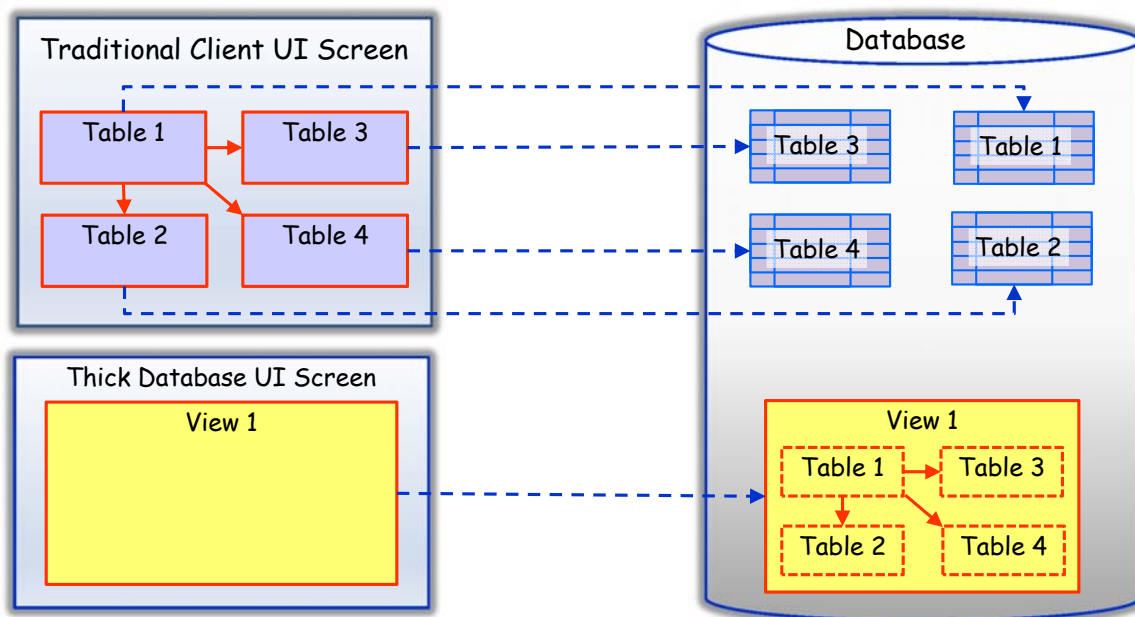 Traditional Client UI Screen
Table 1
Table 3
Table 2
Table 4
Database
Table 3
Table 1
Table 4
Table 2
Thick Database UI Screen
View 1
View 1
Table 1
Table 3
Table 2
Table 4